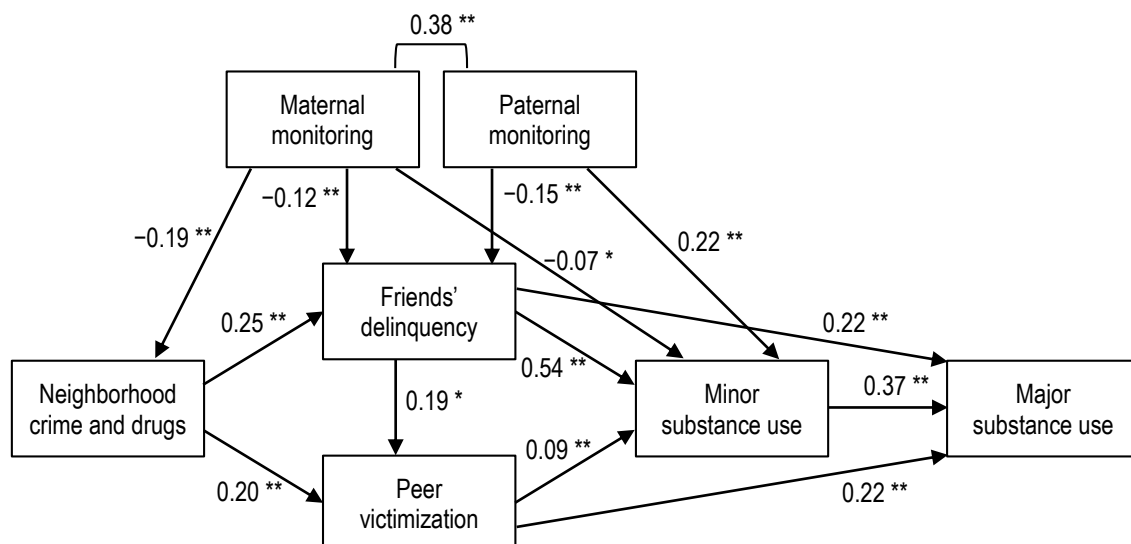 0.38 **
Maternal
monitoring
Paternal
monitoring
−0.12 **
−0.15 **
−0.19 **
−0.07 *
0.22 **
Friends’
delinquency
0.25 **
0.22 **
0.54 **
Neighborhood
crime and drugs
0.19 *
Minor
substance use
0.37 **
Major
substance use
0.09 **
0.20 **
Peer
victimization
0.22 **